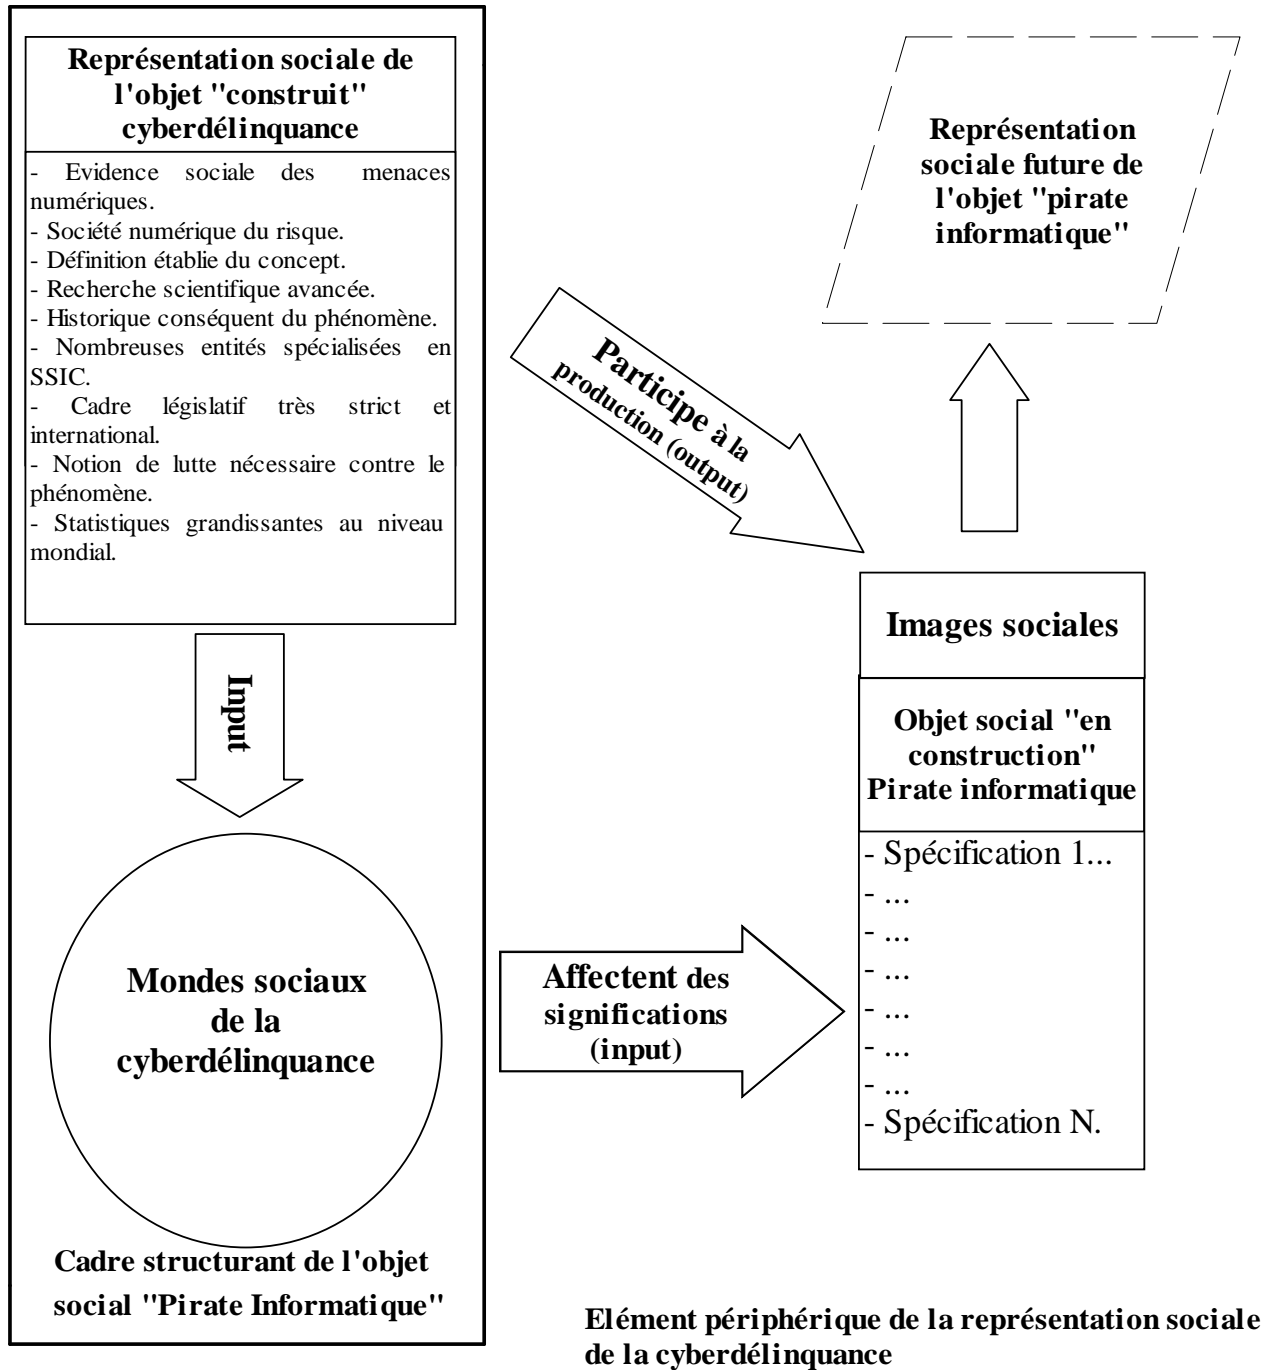 Représentation sociale de
l'objet "construit"
cyberdélinquance
- Evidence sociale des menaces
numériques.
- Société numérique du risque.
- Définition établie du concept.
- Recherche scientifique avancée.
- Historique conséquent du phénomène.
- Nombreuses entités spécialisées en
SSIC.
- Cadre législatif très strict et
international.
- Notion de lutte nécessaire contre le
phénomène.
- Statistiques grandissantes au niveau
mondial.
Input
Mondes sociaux
de la
cyberdélinquance
Cadre structurant de l'objet
social "Pirate Informatique"
Participe à la
production (output)
Affectent des
significations
(input)
Représentation
sociale future de
l'objet "pirate
informatique"
Images sociales
Objet social "en
construction"
Pirate informatique
- Spécification 1...
- ...
- ...
- ...
- ...
- ...
- ...
- Spécification N.
Elément périphérique de la représentation sociale
de la cyberdélinquance